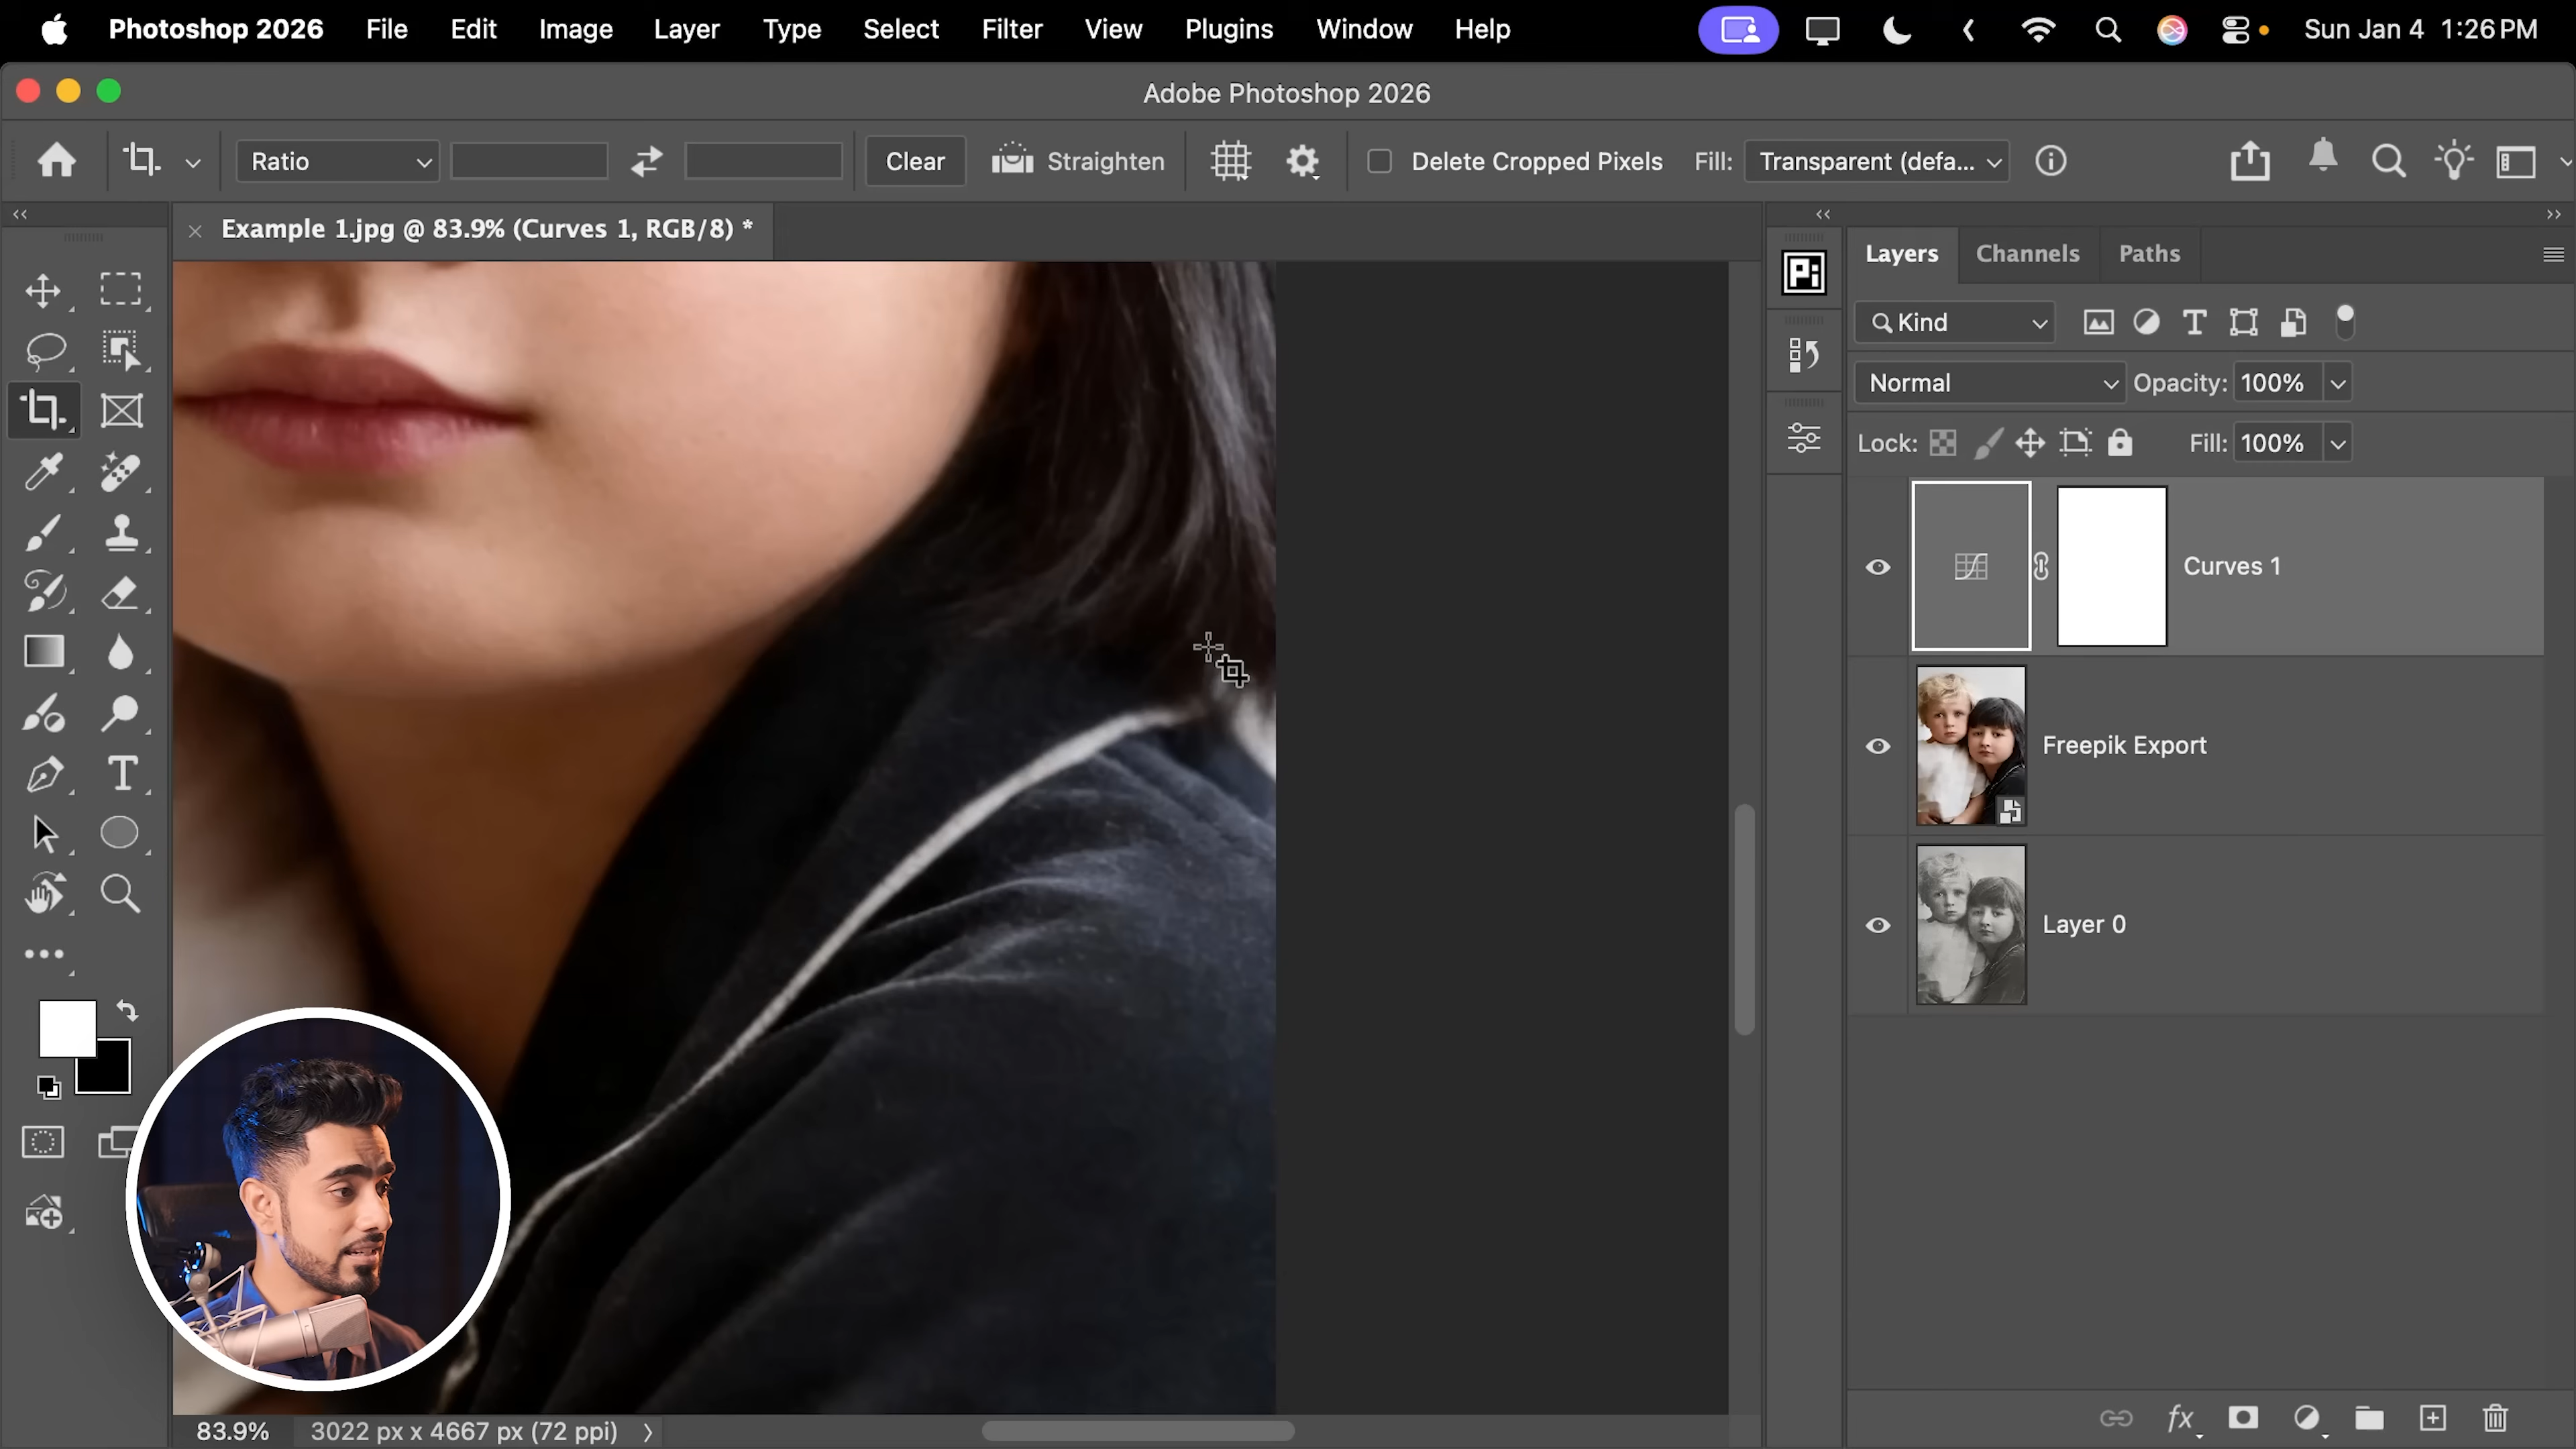 Photoshop 2026 File Edit Image Layer Type Select Filter View Plugins Window Help Sun Jan 4 1:26 PM
Adobe Photoshop 2026
Ratio Clear Straighten Delete Cropped Pixels Fill: Transparent (defa...
Example 1.jpg @ 83.9% (Curves 1, RGB/8) *
Layers Channels Paths
Pi
Kind
Normal Opacity: 100%
Lock: Fill: 100%
Curves 1
Freepik Export
Layer 0
83.9% 3022 px x 4667 px (72 ppi)
fx